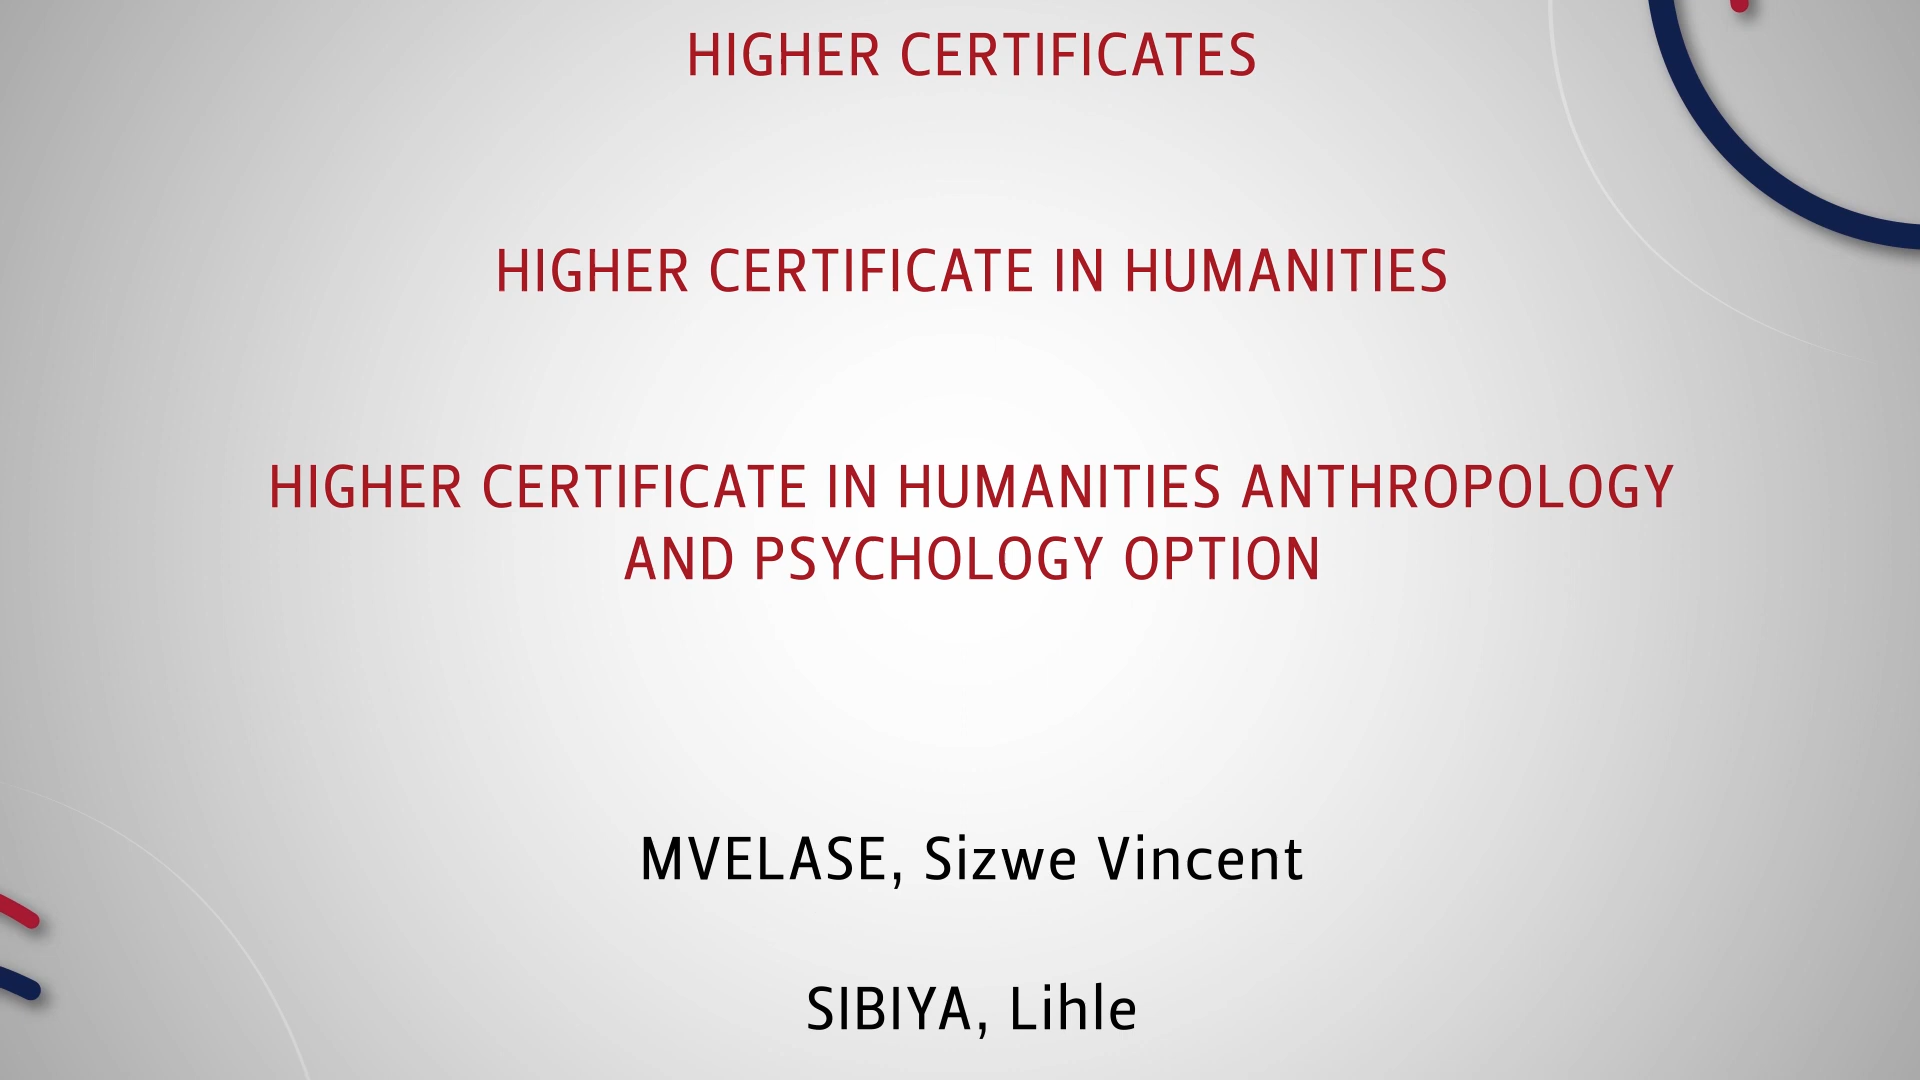 HIGHER CERTIFICATES
HIGHER CERTIFICATE IN HUMANITIES
HIGHER CERTIFICATE IN HUMANITIES ANTHROPOLOGY
AND PSYCHOLOGY OPTION
MVELASE, Sizwe Vincent
SIBIYA, Lihle